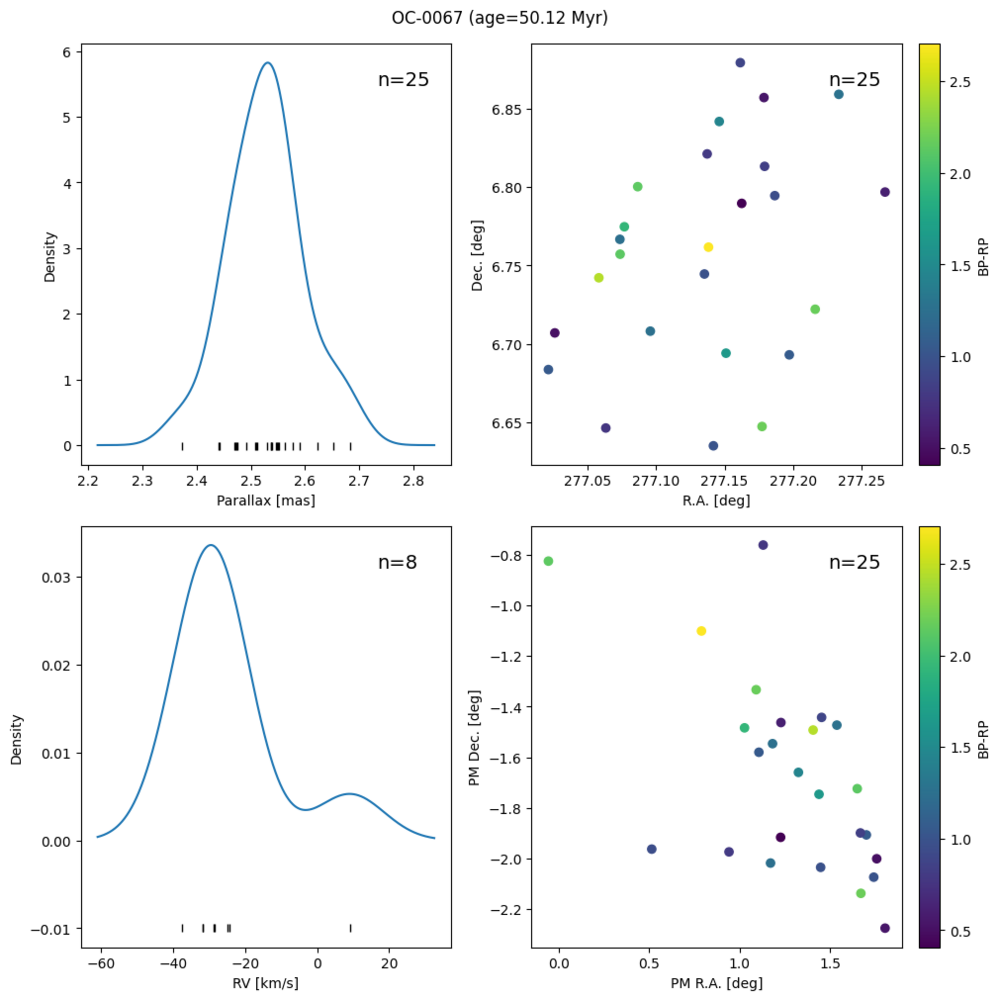 OC-0067 (age=50.12 Myr)
6
5
4
3
2
1
0
Density
n=25
2.2 2.3 2.4 2.5 2.6 2.7 2.8
Parallax [mas]
6.85
6.80
6.75
6.70
6.65
Dec. [deg]
n=25
277.05 277.10 277.15 277.20 277.25
R.A. [deg]
2.5
2.0
1.5
1.0
0.5
BP-RP
0.03
0.02
0.01
0.00
−0.01
Density
n=8
−60 −40 −20 0 20
RV [km/s]
−0.8
−1.0
−1.2
−1.4
−1.6
−1.8
−2.0
−2.2
PM Dec. [deg]
n=25
0.0 0.5 1.0 1.5
PM R.A. [deg]
2.5
2.0
1.5
1.0
0.5
BP-RP